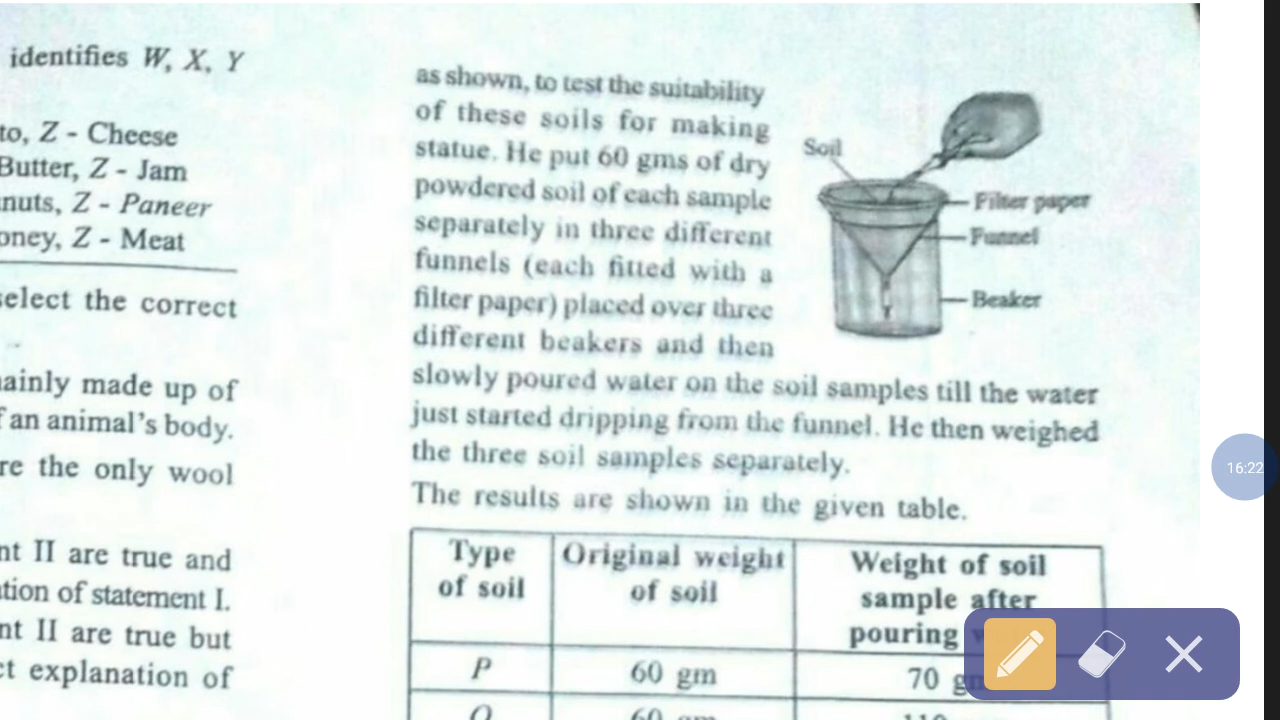 identifies W, X, Y
to, Z - Cheese
Butter, Z - Jam
nuts, Z - Paneer
oney, Z - Meat
select the correct
ainly made up of
f an animal's body.
re the only wool
nt II are true and
ation of statement I.
nt II are true but
ct explanation of
as shown, to test the suitability
of these soils for making
statue. He put 60 gms of dry
powdered soil of each sample
separately in three different
funnels (each fitted with a
filter paper) placed over three
different beakers and then
slowly poured water on the soil samples till the water
just started dripping from the funnel. He then weighed
the three soil samples separately.
The results are shown in the given table.
Soil
Filter paper
Funnel
Beaker
Type of soil
Original weight of soil
Weight of soil sample after pouring
P 60 gm 70
16:22